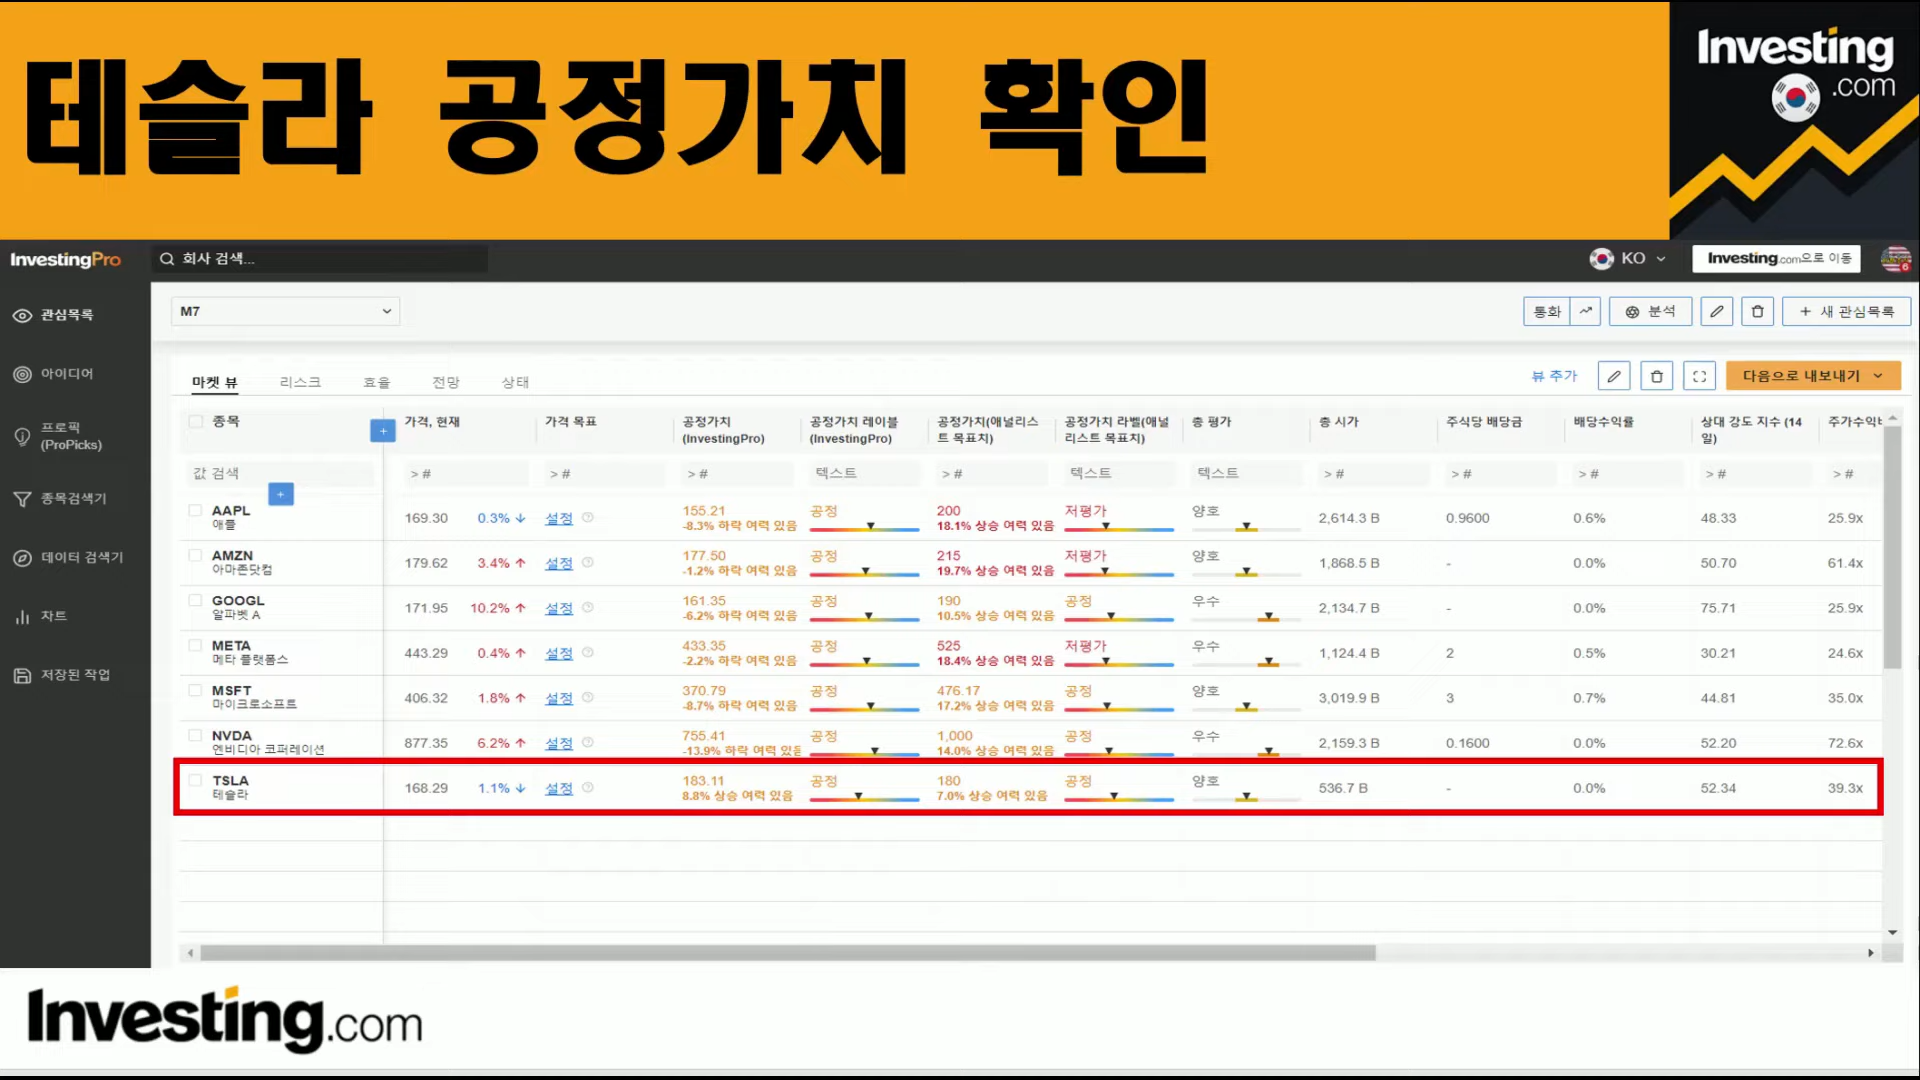 테슬라 공정가치 확인
Investing
.com
InvestingPro
회사 검색...
KO
Investing.com으로 이동
6
관심목록
아이디어
프로픽
(ProPicks)
종목검색기
데이터 검색기
차트
저장된 작업
M7
통화
분석
+ 새 관심목록
마켓 뷰 리스크 효율 전망 상태
뷰 추가
다음으로 내보내기
종목 + 가격, 현재 가격 목표 공정가치 (InvestingPro) 공정가치 레이블 (InvestingPro) 공정가치(애널리스트 목표치) 공정가치 라벨(애널리스트 목표치) 총 평가 총 시가 주식당 배당금 배당수익률 상대 강도 지수 (14일)
값 검색 > # > # > # 텍스트 > # 텍스트 텍스트 > # > # > # > # > #
+
AAPL 애플 169.30 0.3% ↓ 설정 155.21 -8.3% 하락 여력 있음 공정 200 18.1% 상승 여력 있음 저평가 양호 2,614.3 B 0.9600 0.6% 48.33 25.9x
AMZN 아마존닷컴 179.62 3.4% ↑ 설정 177.50 -1.2% 하락 여력 있음 공정 215 19.7% 상승 여력 있음 저평가 양호 1,868.5 B - 0.0% 50.70 61.4x
GOOGL 알파벳 A 171.95 10.2% ↑ 설정 161.35 -6.2% 하락 여력 있음 공정 190 10.5% 상승 여력 있음 공정 우수 2,134.7 B - 0.0% 75.71 25.9x
META 메타 플랫폼스 443.29 0.4% ↑ 설정 433.35 -2.2% 하락 여력 있음 공정 525 18.4% 상승 여력 있음 저평가 우수 1,124.4 B 2 0.5% 30.21 24.6x
MSFT 마이크로소프트 406.32 1.8% ↑ 설정 370.79 -8.7% 하락 여력 있음 공정 476.17 17.2% 상승 여력 있음 공정 양호 3,019.9 B 3 0.7% 44.81 35.0x
NVDA 엔비디아 코퍼레이션 877.35 6.2% ↑ 설정 755.41 -13.9% 하락 여력 있음 공정 1,000 14.0% 상승 여력 있음 공정 우수 2,159.3 B 0.1600 0.0% 52.20 72.6x
TSLA 테슬라 168.29 1.1% ↓ 설정 183.11 8.8% 상승 여력 있음 공정 180 7.0% 상승 여력 있음 공정 양호 536.7 B - 0.0% 52.34 39.3x
Investing.com